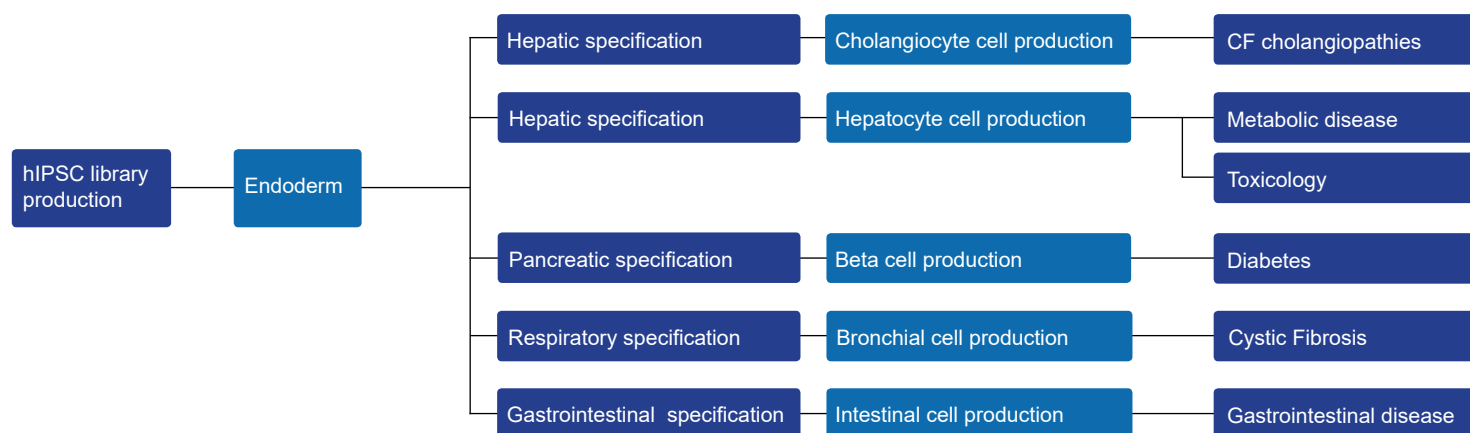 Hepatic specification
Cholangiocyte cell production
CF cholangiopathies
Hepatic specification
Hepatocyte cell production
Metabolic disease
hIPSC library
production
Endoderm
Toxicology
Pancreatic specification
Beta cell production
Diabetes
Respiratory specification
Bronchial cell production
Cystic Fibrosis
Gastrointestinal  specification
Intestinal cell production
Gastrointestinal disease